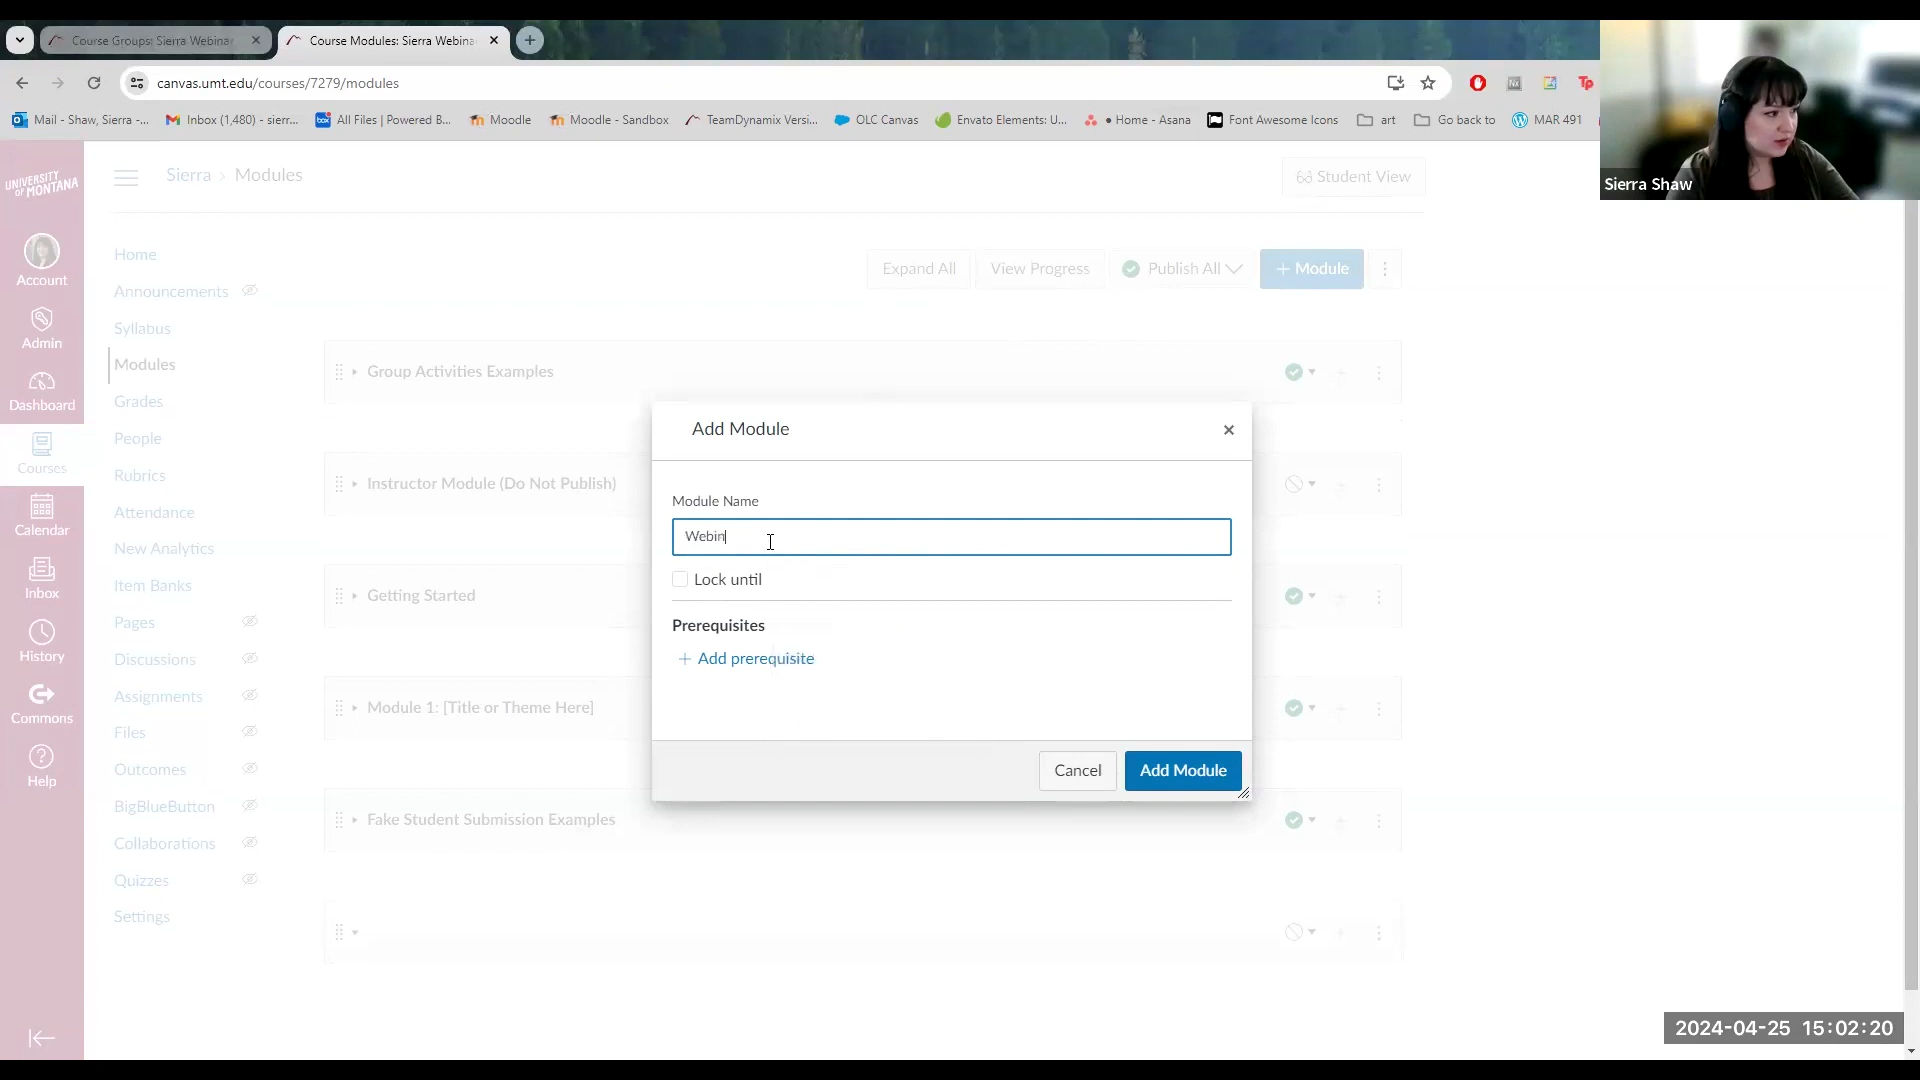 Course Groups: Sierra Webinar
Course Modules: Sierra Webina
canvas.umt.edu/courses/7279/modules
Tp
Mail - Shaw, Sierra -...
Inbox (1,480) - sierr...
box
All Files | Powered B...
Moodle
Moodle - Sandbox
TeamDynamix Versi...
OLC Canvas
Envato Elements: U...
• Home - Asana
Font Awesome Icons
art
Go back to
MAR 491
Sierra Shaw
UNIVERSITY OF MONTANA
Account
Admin
Dashboard
Courses
Calendar
Inbox
History
Commons
Help
Sierra › Modules
Student View
Home
Announcements
Syllabus
Modules
Grades
People
Rubrics
Attendance
New Analytics
Item Banks
Pages
Discussions
Assignments
Files
Outcomes
BigBlueButton
Collaborations
Quizzes
Settings
Expand All
View Progress
Publish All
+ Module
Group Activities Examples
Instructor Module (Do Not Publish)
Getting Started
Module 1: [Title or Theme Here]
Fake Student Submission Examples
Add Module
Module Name
Webin
Lock until
Prerequisites
+ Add prerequisite
Cancel
Add Module
2024-04-25 15:02:20